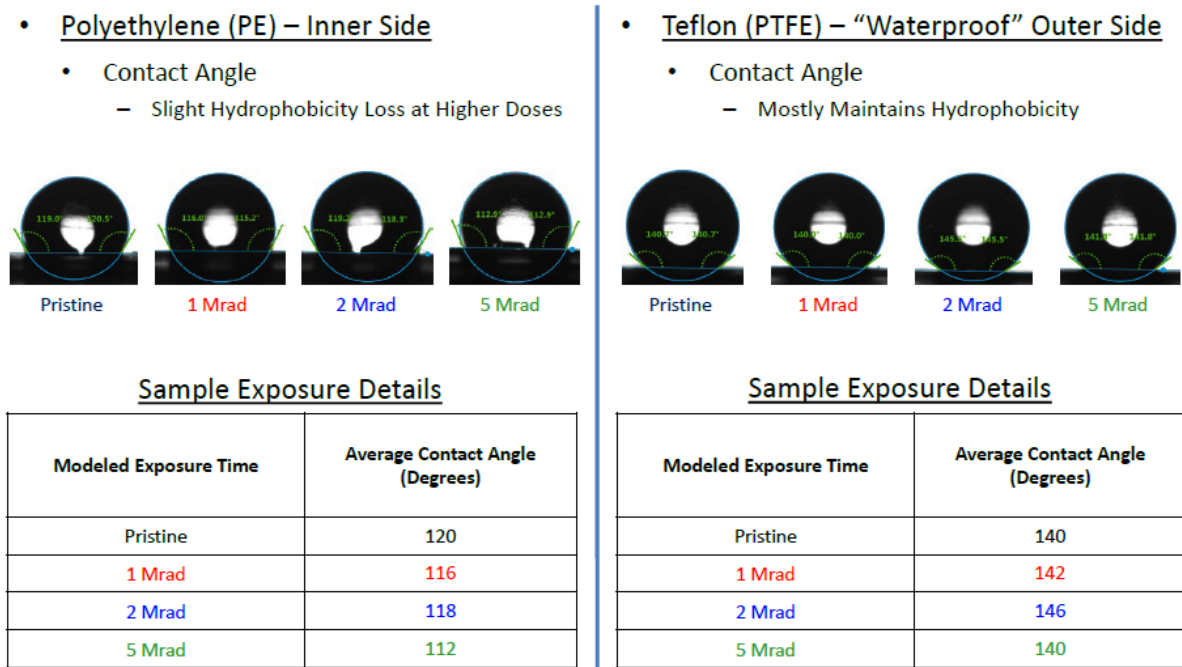 • Polyethylene (PE) – Inner Side
• Contact Angle
– Slight Hydrophobicity Loss at Higher Doses
119.0° 120.5°
116.0° 115.2°
119.2° 118.3°
112.0° 112.9°
Pristine 1 Mrad 2 Mrad 5 Mrad
Sample Exposure Details
Modeled Exposure Time Average Contact Angle
(Degrees)
Pristine 120
1 Mrad 116
2 Mrad 118
5 Mrad 112
• Teflon (PTFE) – “Waterproof” Outer Side
• Contact Angle
– Mostly Maintains Hydrophobicity
140.7° 140.7°
140.0° 140.0°
145.5°
141.8° 141.8°
Pristine 1 Mrad 2 Mrad 5 Mrad
Sample Exposure Details
Modeled Exposure Time Average Contact Angle
(Degrees)
Pristine 140
1 Mrad 142
2 Mrad 146
5 Mrad 140